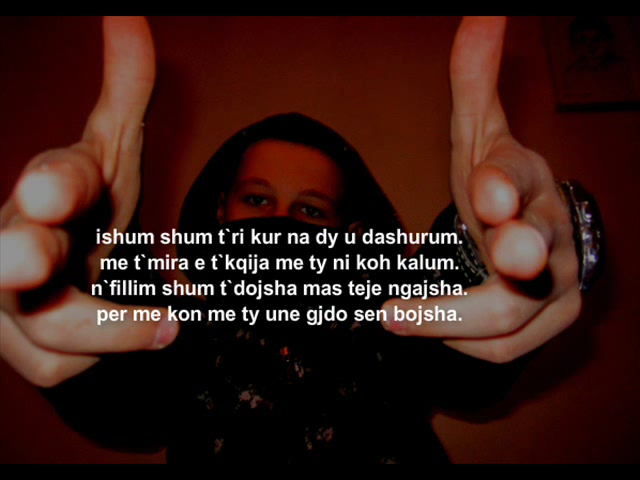 ishum shum t`ri kur na dy u dashurum.
me t`mira e t`kqija me ty ni koh kalum.
n`fillim shum t`dojsha mas teje ngajsha.
per me kon me ty une gjdo sen bojsha.